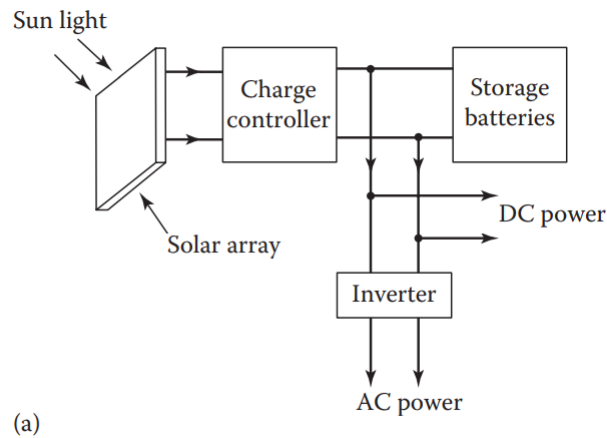 Sun light
Charge
controller
Storage
batteries
Solar array
DC power
Inverter
AC power
(a)